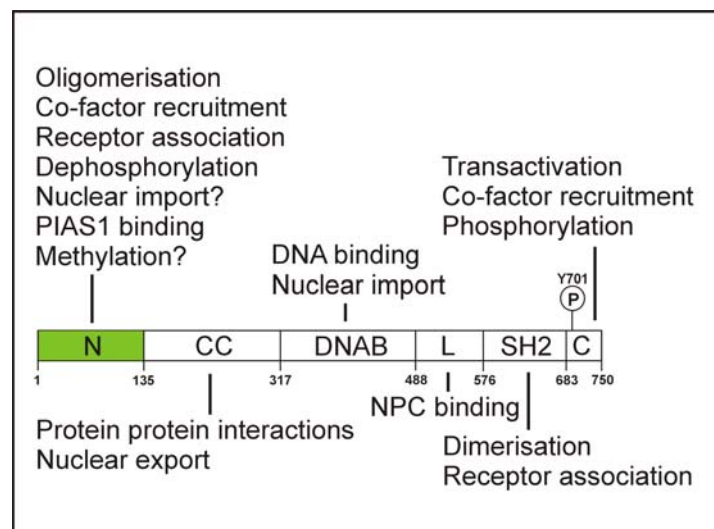 Oligomerisation
Co-factor recruitment
Receptor association
Dephosphorylation
Nuclear import?
PIAS1 binding
Methylation?
DNA binding
Nuclear import
Transactivation
Co-factor recruitment
Phosphorylation
Y701
P
N CC DNAB L SH2 C
1 135 317 488 576 683 750
Protein protein interactions
Nuclear export
NPC binding
Dimerisation
Receptor association